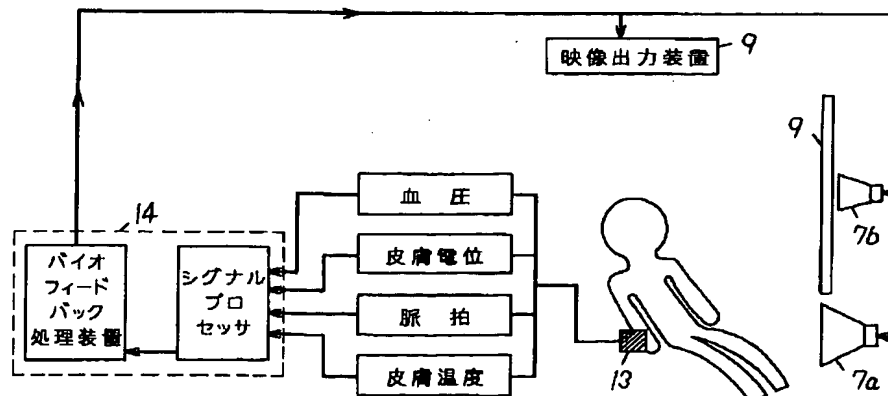 9
映像出力装置
9
7b
14
血圧
バイオ
フィード
バック
処理装置
シグナル
プロ
セッサ
皮膚電位
脈拍
皮膚温度
13
7a